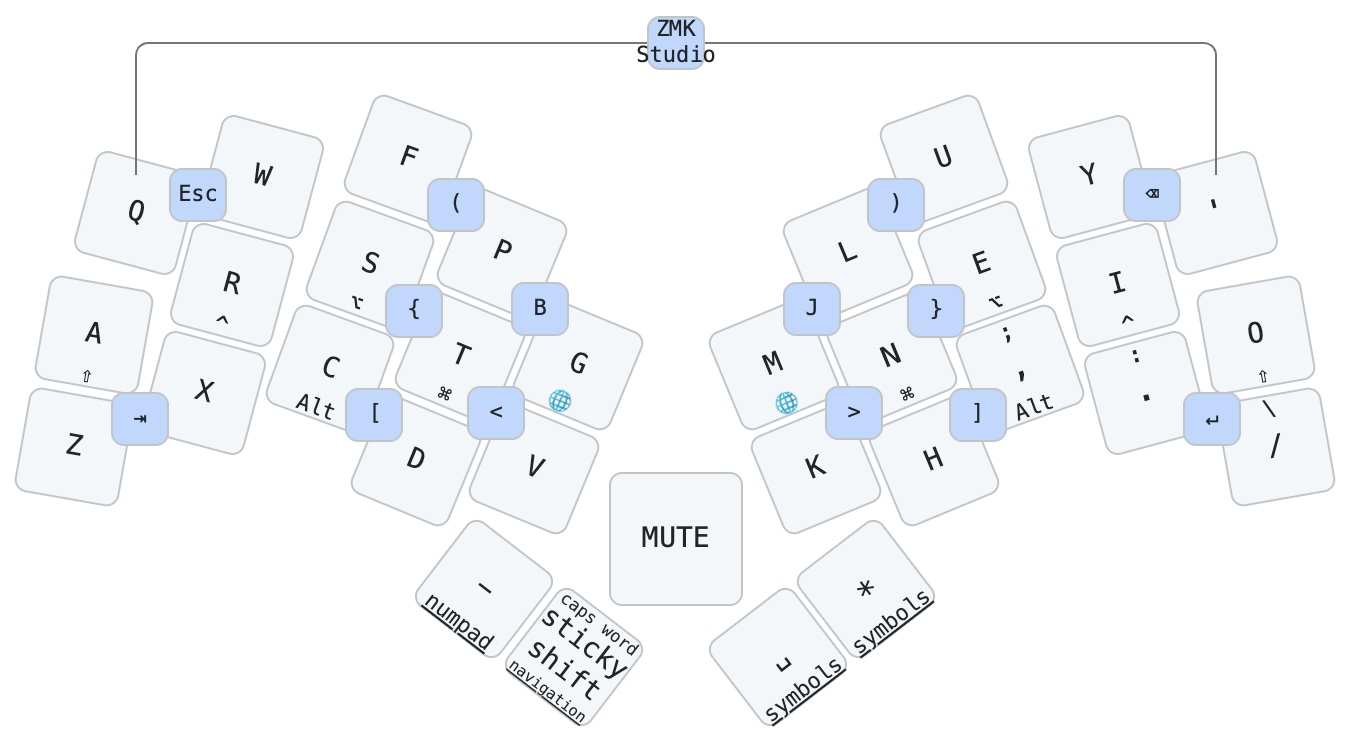 ZMK
Studio
Q
Esc
W
F
(
P
U
)
L
Y
⌫
'
A
⇧
R
^
S
⌥
{
T
⌘
B
G
🌐
J
M
🌐
}
N
⌘
E
⌥
I
^
O
⇧
Z
⇥
X
C
Alt
[
D
<
V
>
K
]
H
;
,
Alt
:
.
↵
\
/
MUTE
-
numpad
caps word
sticky
shift
navigation
␣
symbols
*
symbols